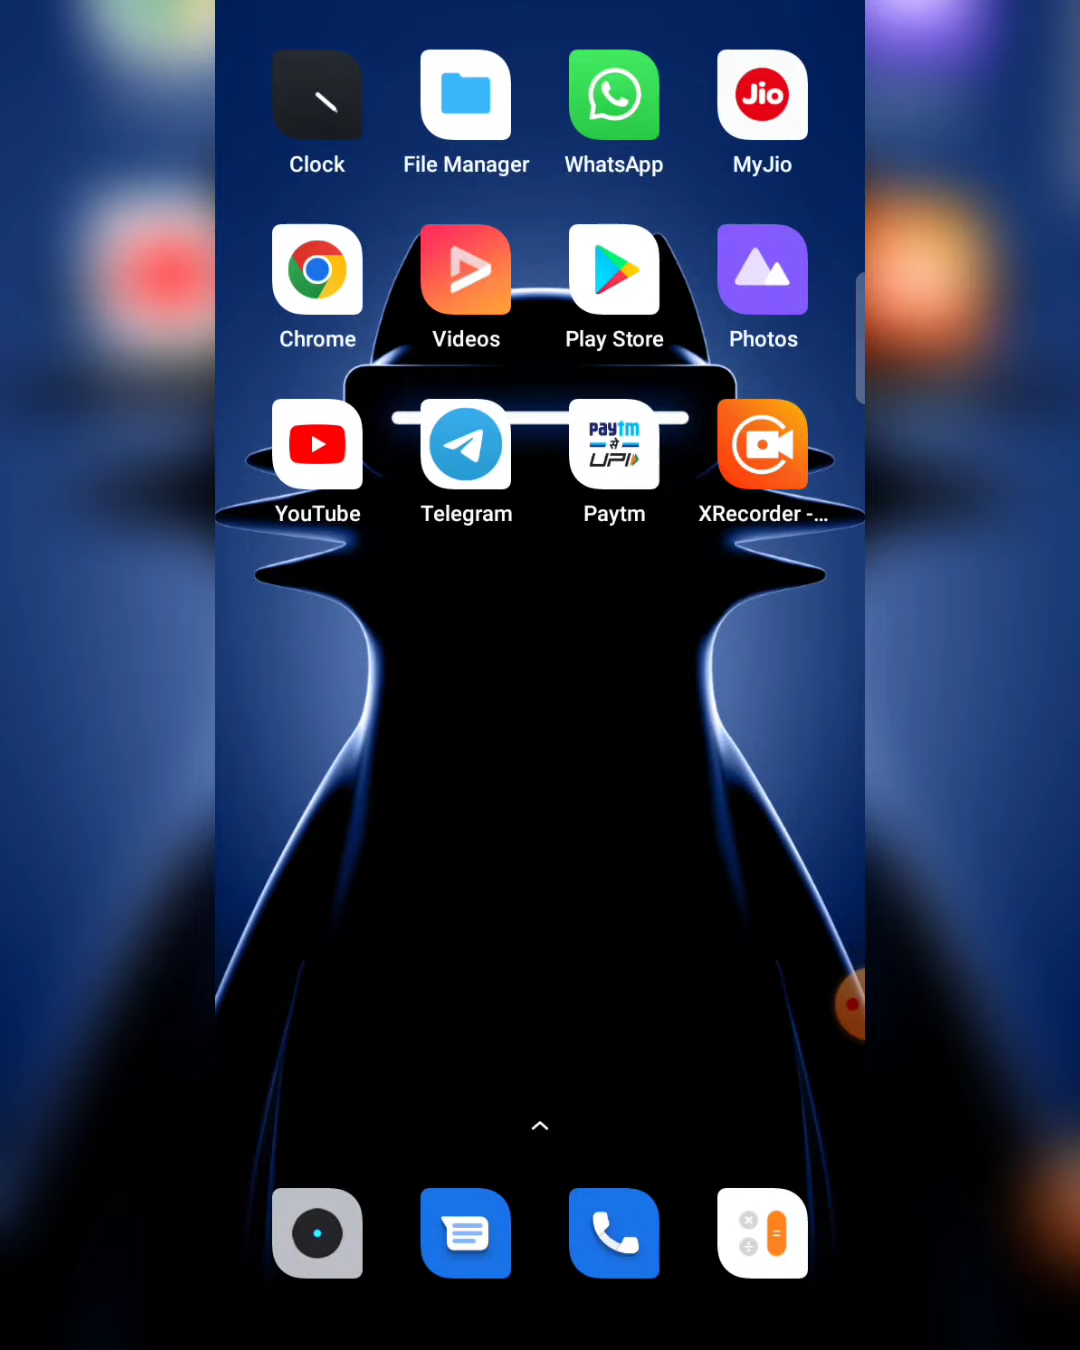 Jio
Clock
File Manager
WhatsApp
MyJio
Chrome
Videos
Play Store
Photos
paytm
से
UPI
YouTube
Telegram
Paytm
XRecorder -...